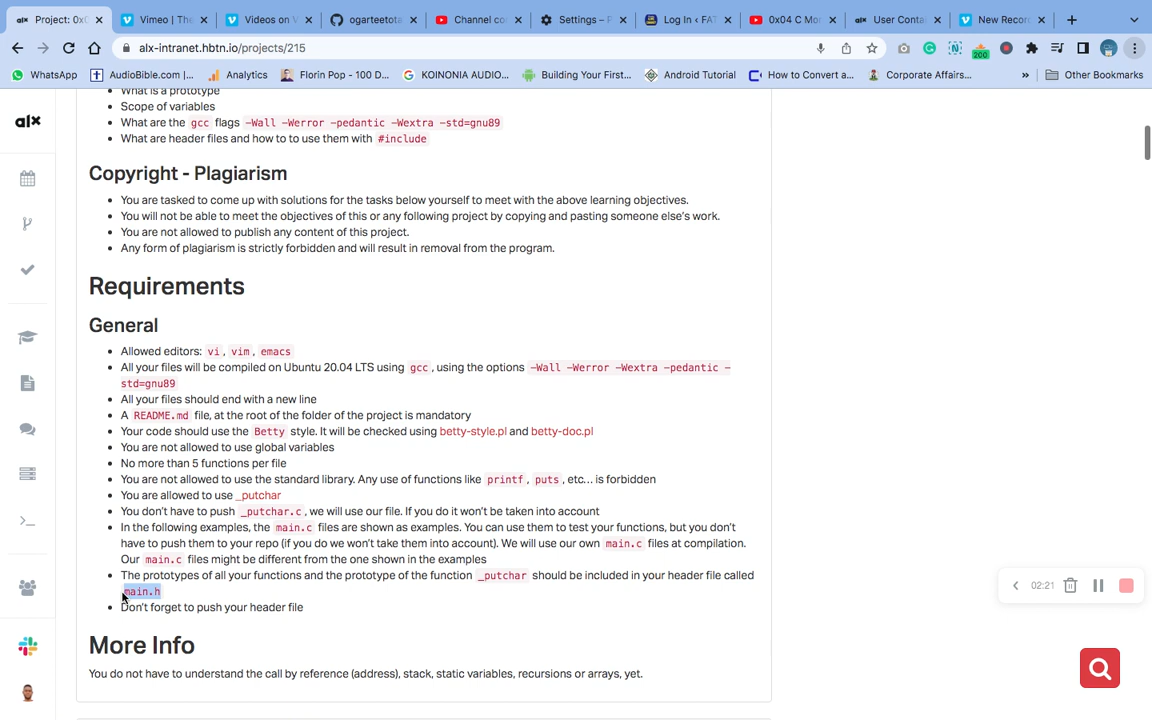 Project: 0x0
Vimeo | The
Videos on V
ogarteetota
Channel co
Settings – P
Log In ‹ FAT
0x04 C Mor
User Conta
New Recor
alx-intranet.hbtn.io/projects/215
200
WhatsApp
AudioBible.com |...
Analytics
Florin Pop - 100 D...
KOINONIA AUDIO...
Building Your First...
Android Tutorial
How to Convert a...
Corporate Affairs...
»
Other Bookmarks
alx
What is a prototype
Scope of variables
What are the gcc flags -Wall -Werror -pedantic -Wextra -std=gnu89
What are header files and how to to use them with #include
Copyright - Plagiarism
You are tasked to come up with solutions for the tasks below yourself to meet with the above learning objectives.
You will not be able to meet the objectives of this or any following project by copying and pasting someone else's work.
You are not allowed to publish any content of this project.
Any form of plagiarism is strictly forbidden and will result in removal from the program.
Requirements
General
Allowed editors: vi, vim, emacs
All your files will be compiled on Ubuntu 20.04 LTS using gcc, using the options -Wall -Werror -Wextra -pedantic -
std=gnu89
All your files should end with a new line
A README.md file, at the root of the folder of the project is mandatory
Your code should use the Betty style. It will be checked using betty-style.pl and betty-doc.pl
You are not allowed to use global variables
No more than 5 functions per file
You are not allowed to use the standard library. Any use of functions like printf, puts, etc… is forbidden
You are allowed to use _putchar
You don't have to push _putchar.c, we will use our file. If you do it won't be taken into account
In the following examples, the main.c files are shown as examples. You can use them to test your functions, but you don't
have to push them to your repo (if you do we won't take them into account). We will use our own main.c files at compilation.
Our main.c files might be different from the one shown in the examples
The prototypes of all your functions and the prototype of the function _putchar should be included in your header file called
main.h
Don't forget to push your header file
02:21
More Info
You do not have to understand the call by reference (address), stack, static variables, recursions or arrays, yet.